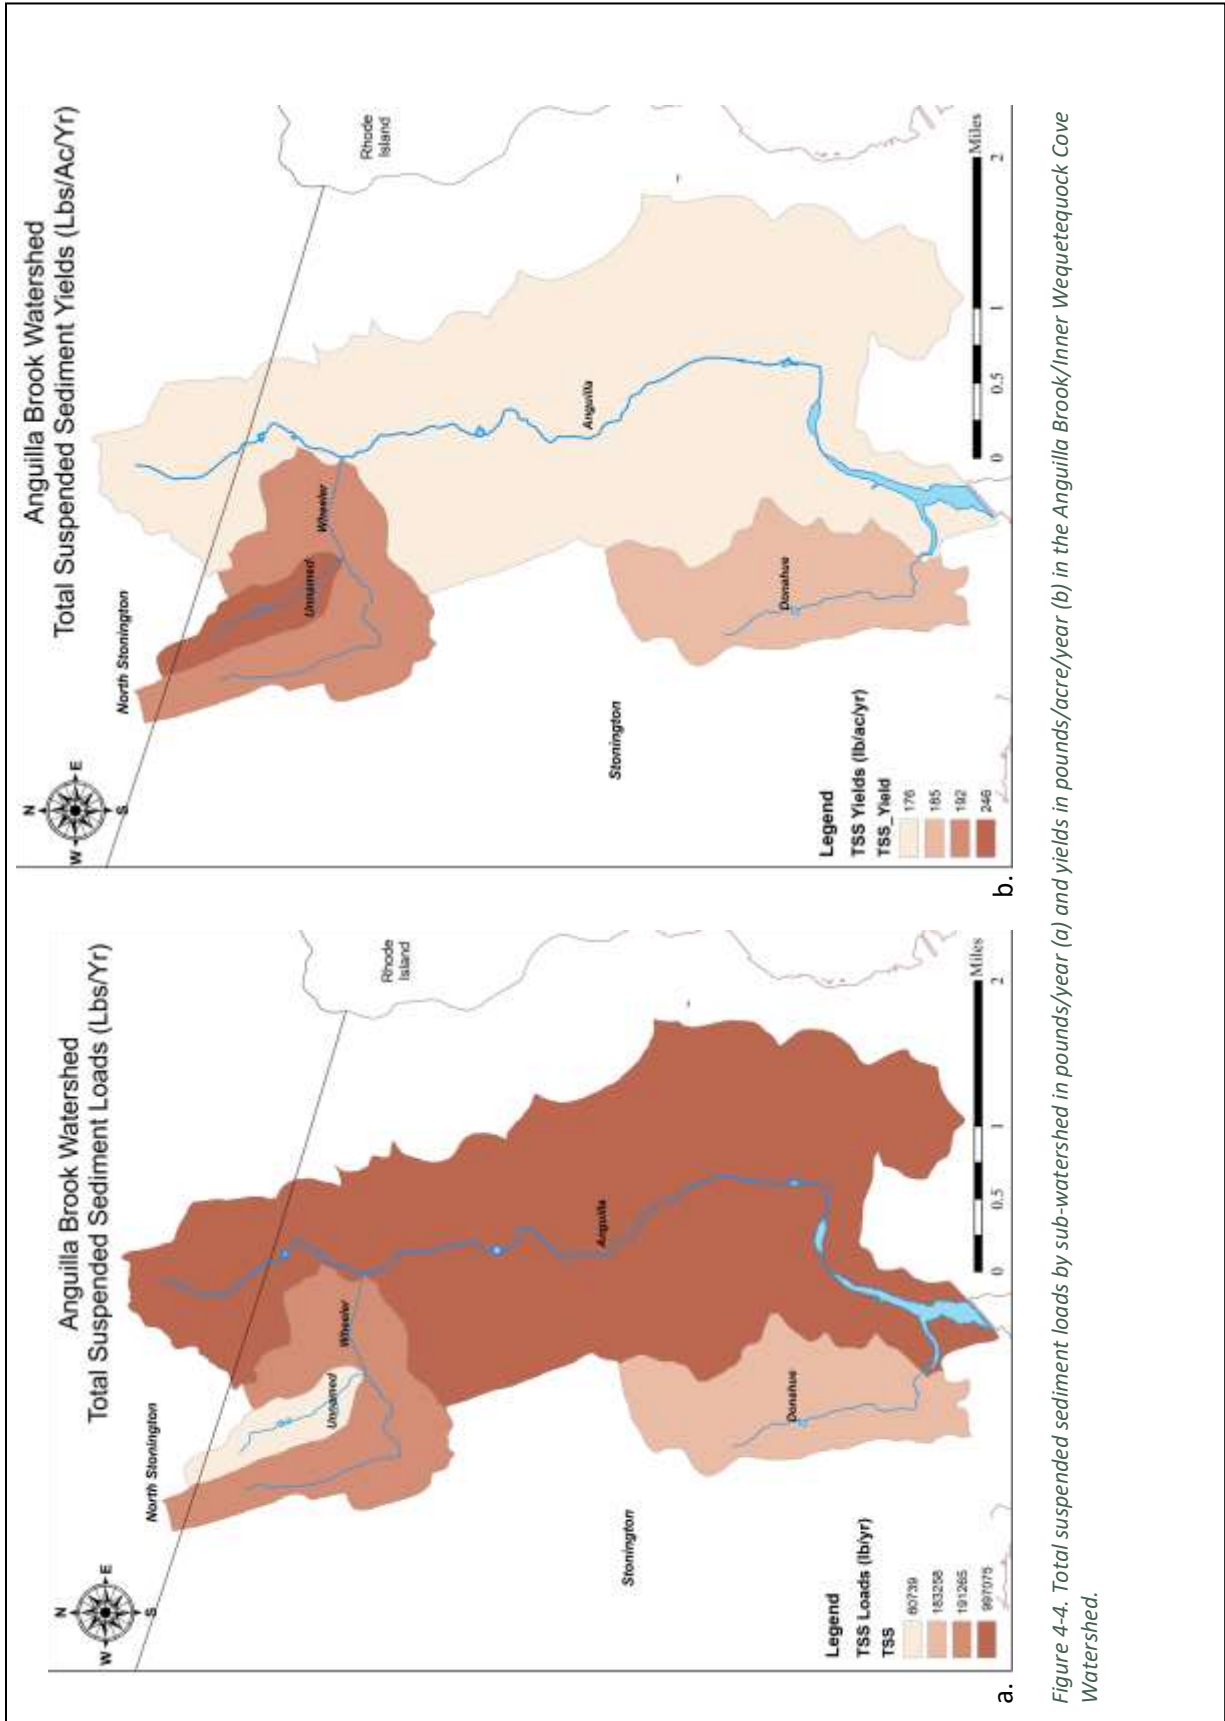 Anguilla Brook Watershed
Total Suspended Sediment Loads (Lbs/Yr)
N
W
E
S
North Stonington
Rhode
Island
Unnamed
Wheeler
Anguilla
Stonington
Donahue
Legend
TSS Loads (lb/yr)
TSS
60739
183258
191265
997075
0
0.5
1
2
Miles
a.
Anguilla Brook Watershed
Total Suspended Sediment Yields (Lbs/Ac/Yr)
N
W
E
S
North Stonington
Rhode
Island
Unnamed
Wheeler
Anguilla
Stonington
Donahue
Legend
TSS Yields (lb/ac/yr)
TSS_Yield
176
185
192
246
0
0.5
1
2
Miles
b.
Figure 4-4. Total suspended sediment loads by sub-watershed in pounds/year (a) and yields in pounds/acre/year (b) in the Anguilla Brook/Inner Wequetequock Cove
Watershed.